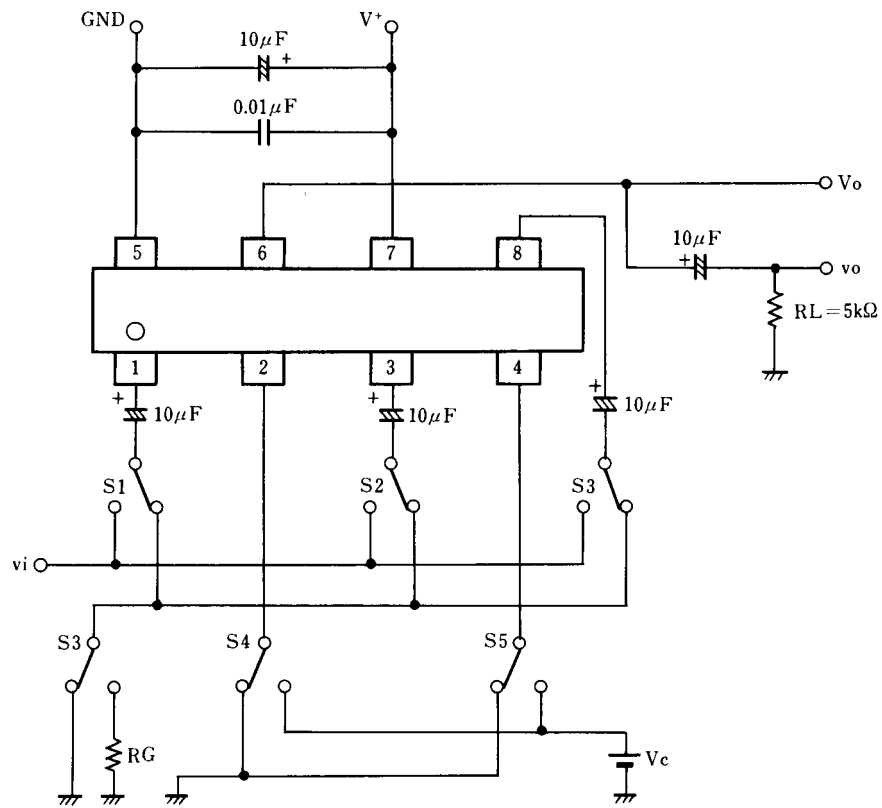 GND
V+
10μF
+
0.01μF
Vo
5
6
7
8
10μF
+
vo
RL=5kΩ
1
2
3
4
+
10μF
+
10μF
+
10μF
S1
S2
S3
vi
S3
S4
S5
RG
Vc